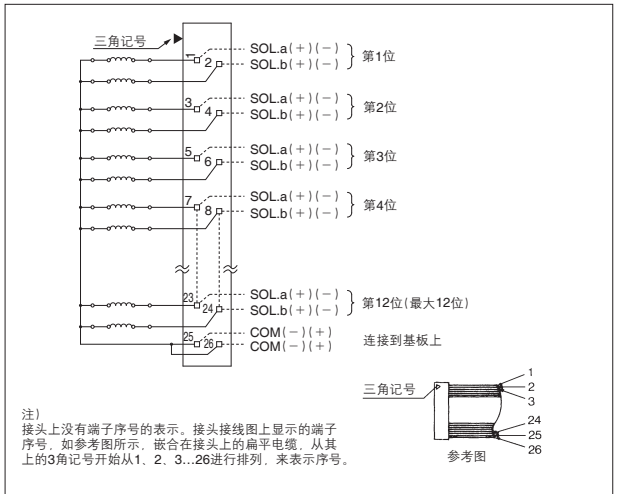 三角记号
1 SOL.a(+)(-)
2 SOL.b(+)(-)
第1位
3 SOL.a(+)(-)
4 SOL.b(+)(-)
第2位
5 SOL.a(+)(-)
6 SOL.b(+)(-)
第3位
7 SOL.a(+)(-)
8 SOL.b(+)(-)
第4位
23 SOL.a(+)(-)
24 SOL.b(+)(-)
第12位(最大12位)
25 COM(-)(+)
26 COM(-)(+)
连接到基板上
三角记号
1
2
3
24
25
26
参考图
注)
接头上没有端子序号的表示。接头接线图上显示的端子
序号，如参考图所示，嵌合在接头上的扁平电缆，从其
上的3角记号开始从1、2、3…26进行排列，来表示序号。